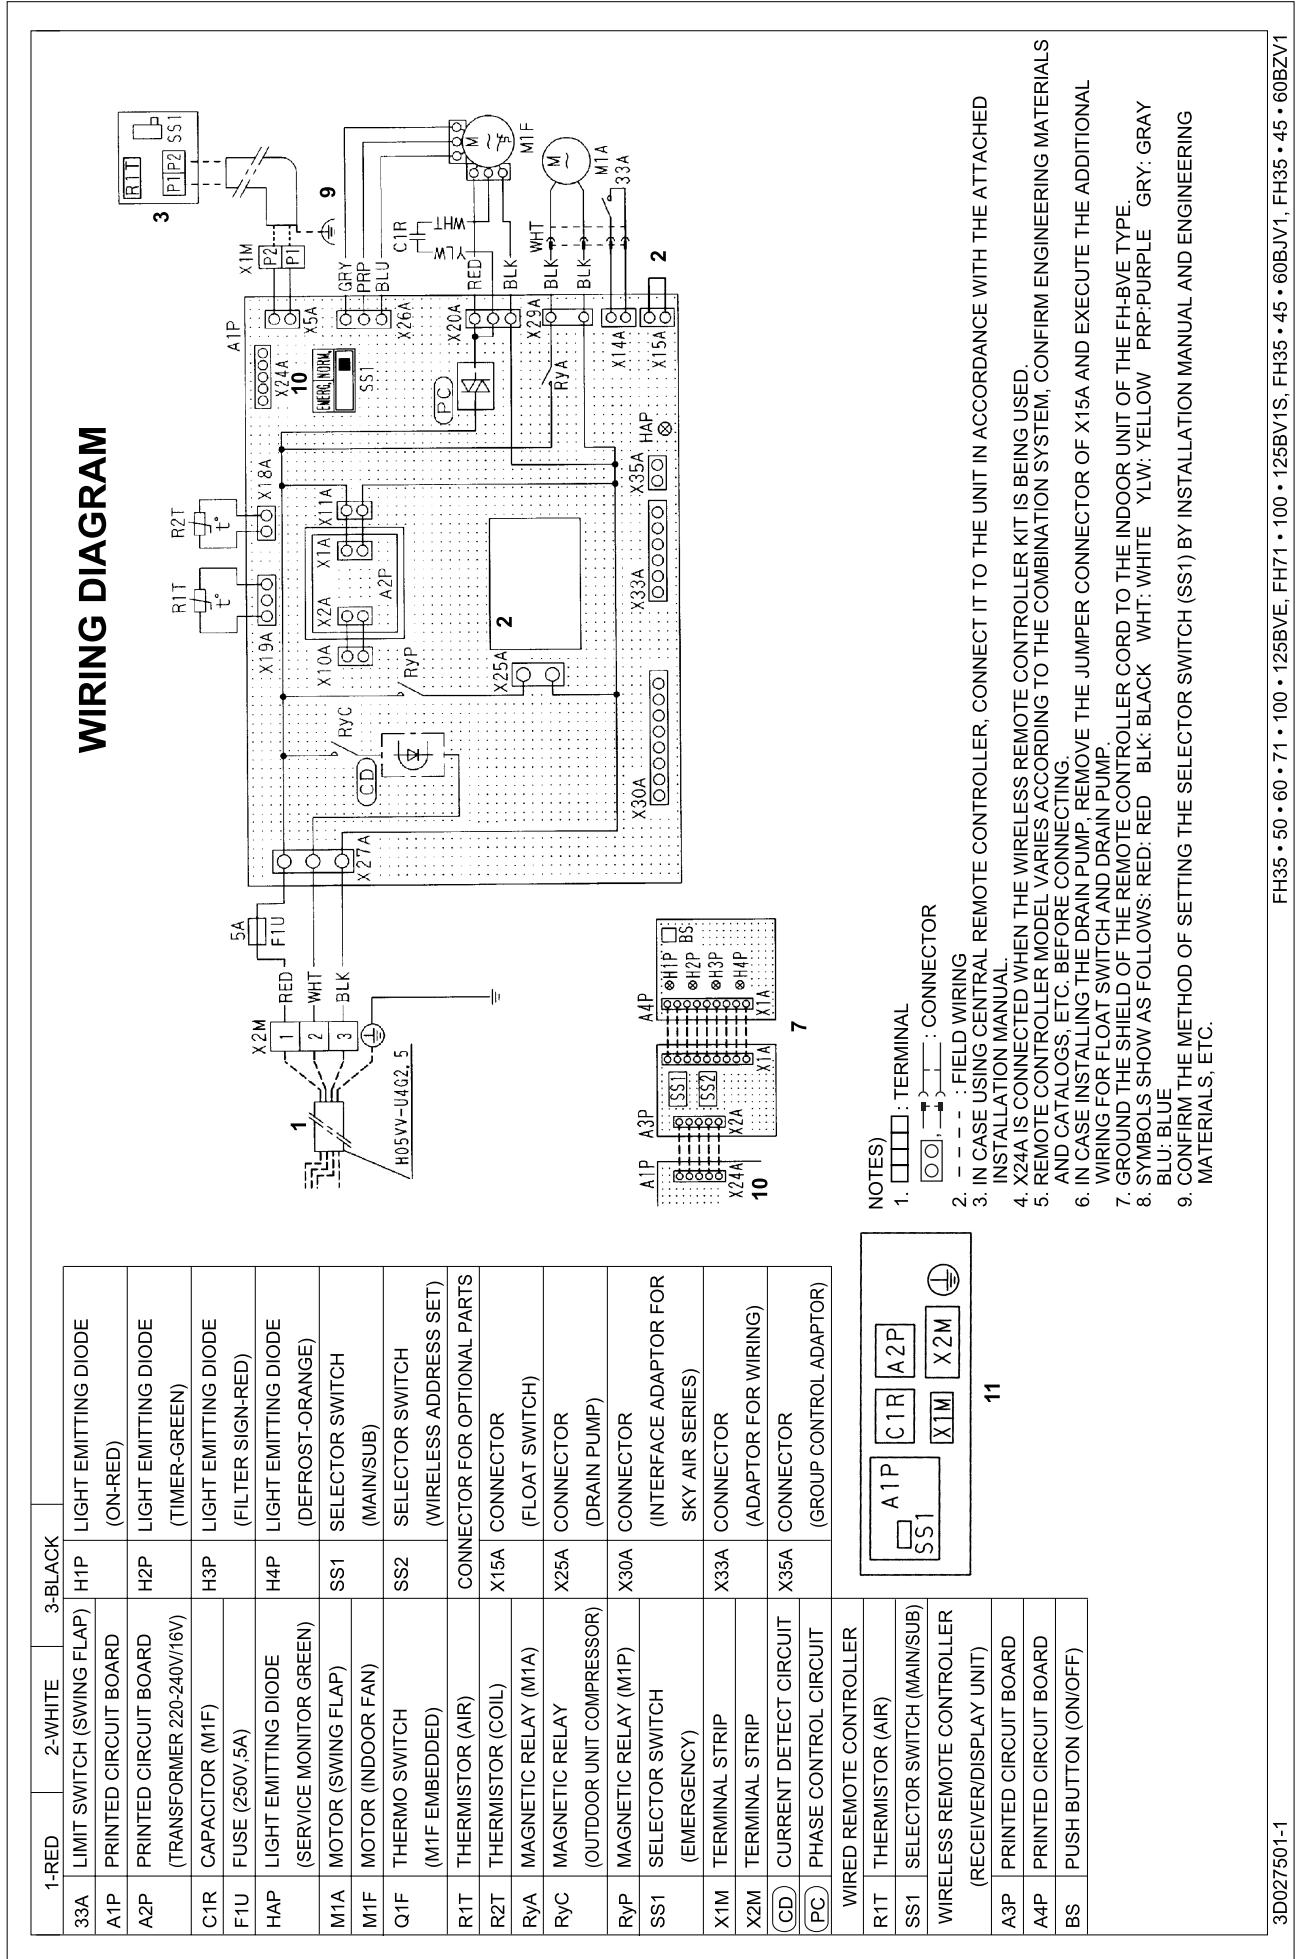 WIRING DIAGRAM
1-RED
2-WHITE
3-BLACK
33A LIMIT SWITCH (SWING FLAP)
A1P PRINTED CIRCUIT BOARD
A2P PRINTED CIRCUIT BOARD
(TRANSFORMER 220-240V/16V)
C1R CAPACITOR (M1F)
F1U FUSE (250V,5A)
HAP LIGHT EMITTING DIODE
(SERVICE MONITOR GREEN)
M1A MOTOR (SWING FLAP)
M1F MOTOR (INDOOR FAN)
Q1F THERMO SWITCH
(M1F EMBEDDED)
R1T THERMISTOR (AIR)
R2T THERMISTOR (COIL)
RyA MAGNETIC RELAY (M1A)
RyC MAGNETIC RELAY
(OUTDOOR UNIT COMPRESSOR)
RyP MAGNETIC RELAY (M1P)
SS1 SELECTOR SWITCH
(EMERGENCY)
X1M TERMINAL STRIP
X2M TERMINAL STRIP
CD CURRENT DETECT CIRCUIT
PC PHASE CONTROL CIRCUIT
WIRED REMOTE CONTROLLER
R1T THERMISTOR (AIR)
SS1 SELECTOR SWITCH (MAIN/SUB)
WIRELESS REMOTE CONTROLLER
(RECEIVER/DISPLAY UNIT)
A3P PRINTED CIRCUIT BOARD
A4P PRINTED CIRCUIT BOARD
BS PUSH BUTTON (ON/OFF)
H1P LIGHT EMITTING DIODE
(ON-RED)
H2P LIGHT EMITTING DIODE
(TIMER-GREEN)
H3P LIGHT EMITTING DIODE
(FILTER SIGN-RED)
H4P LIGHT EMITTING DIODE
(DEFROST-ORANGE)
SS1 SELECTOR SWITCH
(MAIN/SUB)
SS2 SELECTOR SWITCH
(WIRELESS ADDRESS SET)
CONNECTOR FOR OPTIONAL PARTS
X15A CONNECTOR
(FLOAT SWITCH)
X25A CONNECTOR
(DRAIN PUMP)
X30A CONNECTOR
(INTERFACE ADAPTOR FOR
SKY AIR SERIES)
X33A CONNECTOR
(ADAPTOR FOR WIRING)
X35A CONNECTOR
(GROUP CONTROL ADAPTOR)
A1P
SS1
C1R
A2P
X1M
X2M
11
1
H05VV-U4G2.5
X2M
1
2
3
RED
WHT
BLK
5A
F1U
X27A
RyC
CD
RyP
X25A
2
X30A
X33A
X35A
HAP
X19A
R1T
t°
R2T
t°
X18A
X10A
X2A
X1A
X11A
A2P
A1P
X24A
10
EMERG. NORM.
SS1
PC
RyA
X5A
X26A
X20A
X29A
X14A
X15A
2
X1M
P2
P1
GRY
PRP
BLU
RED
BLK
YLW
WHT
C1R
BLK
BLK
WHT
M
M1F
M
M1A
33A
9
3
R1T
P1 P2
SS1
A1P
X24A
10
A3P
X2A
SS1
SS2
X1A
A4P
X1A
H1P
H2P
H3P
H4P
BS
7
NOTES)
1. : TERMINAL
, : CONNECTOR
2. : FIELD WIRING
3. IN CASE USING CENTRAL REMOTE CONTROLLER, CONNECT IT TO THE UNIT IN ACCORDANCE WITH THE ATTACHED
INSTALLATION MANUAL.
4. X24A IS CONNECTED WHEN THE WIRELESS REMOTE CONTROLLER KIT IS BEING USED.
5. REMOTE CONTROLLER MODEL VARIES ACCORDING TO THE COMBINATION SYSTEM, CONFIRM ENGINEERING MATERIALS
AND CATALOGS, ETC. BEFORE CONNECTING.
6. IN CASE INSTALLING THE DRAIN PUMP, REMOVE THE JUMPER CONNECTOR OF X15A AND EXECUTE THE ADDITIONAL
WIRING FOR FLOAT SWITCH AND DRAIN PUMP.
7. GROUND THE SHIELD OF THE REMOTE CONTROLLER CORD TO THE INDOOR UNIT OF THE FH-BVE TYPE.
8. SYMBOLS SHOW AS FOLLOWS: RED: RED BLK: BLACK WHT: WHITE YLW: YELLOW PRP:PURPLE GRY: GRAY
BLU: BLUE
9. CONFIRM THE METHOD OF SETTING THE SELECTOR SWITCH (SS1) BY INSTALLATION MANUAL AND ENGINEERING
MATERIALS, ETC.
3D027501-1
FH35 • 50 • 60 • 71 • 100 • 125BVE, FH71 • 100 • 125BV1S, FH35 • 45 • 60BJV1, FH35 • 45 • 60BZV1